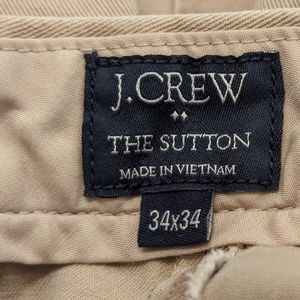 J.CREW
THE SUTTON
MADE IN VIETNAM
34x34